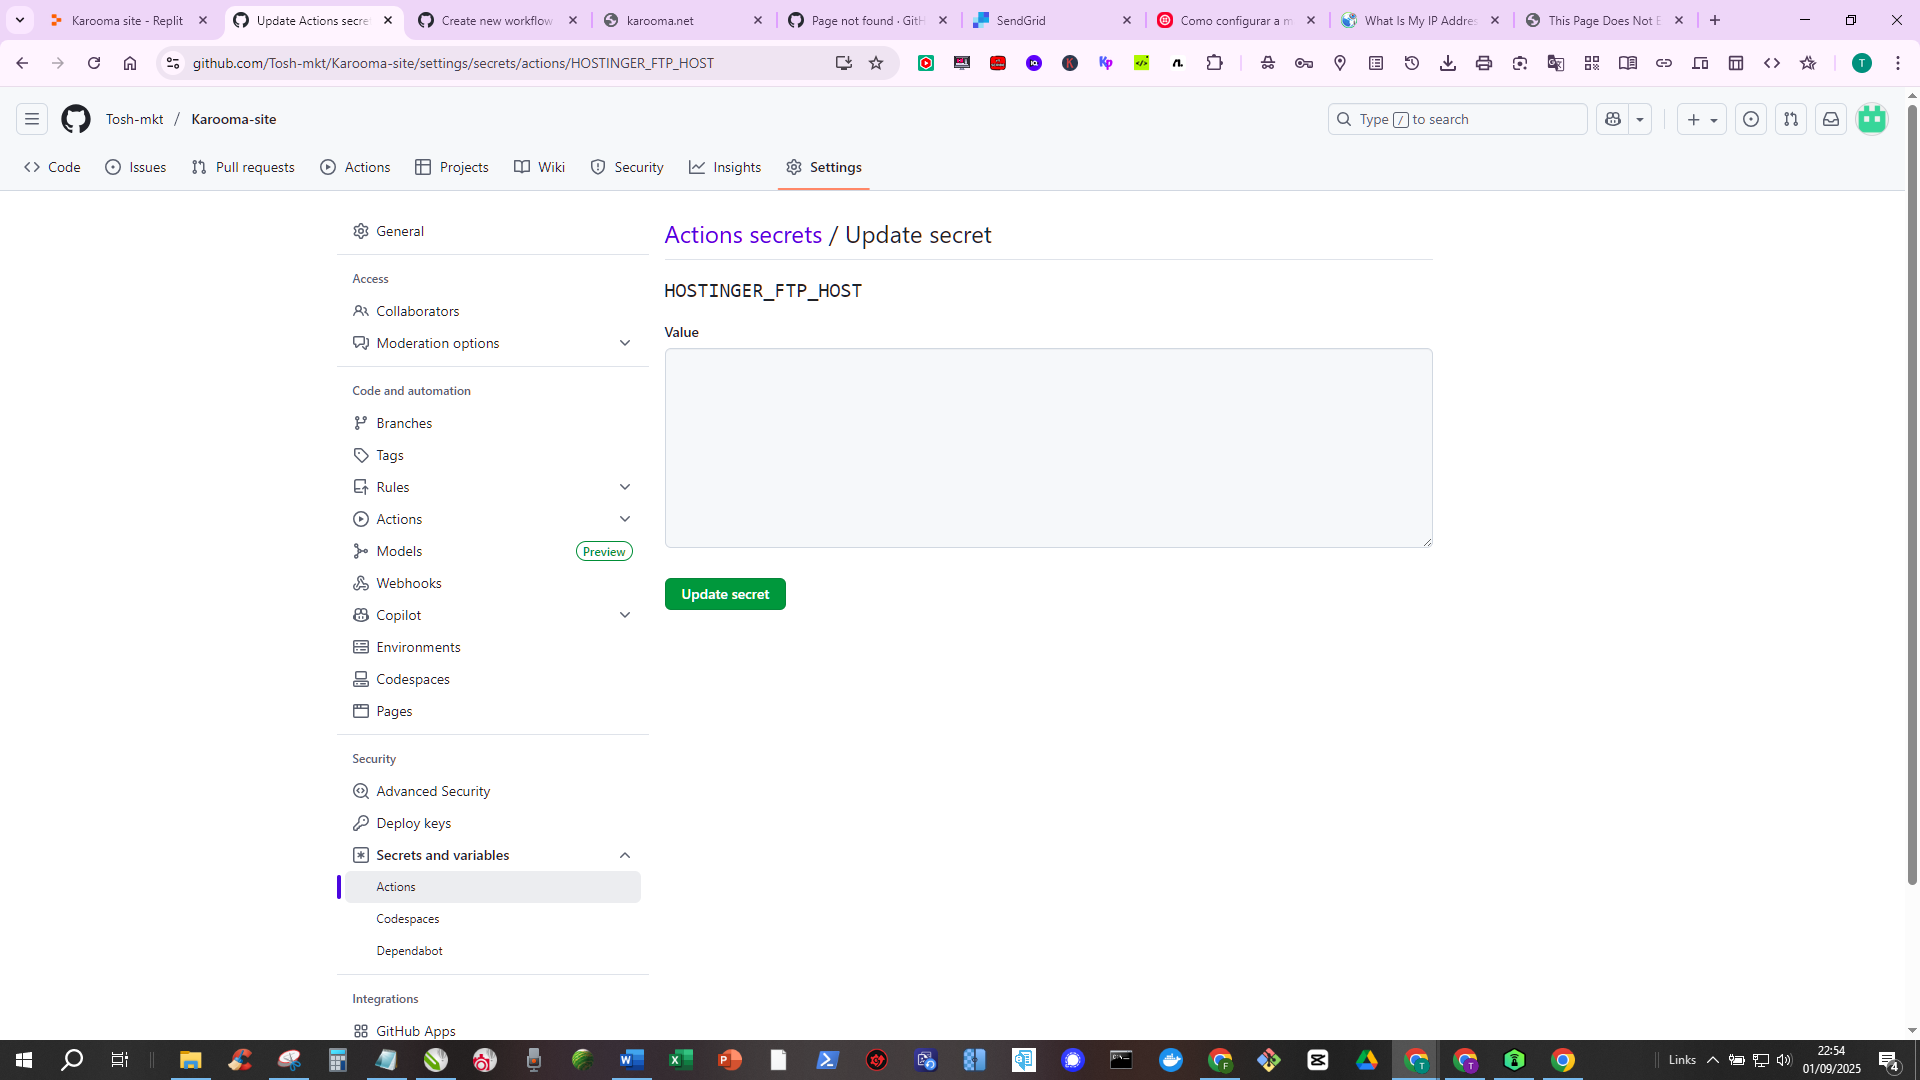 Karooma site - Replit
Update Actions secre
Create new workflow
karooma.net
Page not found · GitH
SendGrid
Como configurar a m
What Is My IP Addres
This Page Does Not E
github.com/Tosh-mkt/Karooma-site/settings/secrets/actions/HOSTINGER_FTP_HOST
Tosh-mkt / Karooma-site
Type / to search
Code
Issues
Pull requests
Actions
Projects
Wiki
Security
Insights
Settings
General
Access
Collaborators
Moderation options
Code and automation
Branches
Tags
Rules
Actions
Models
Preview
Webhooks
Copilot
Environments
Codespaces
Pages
Security
Advanced Security
Deploy keys
Secrets and variables
Actions
Codespaces
Dependabot
Integrations
GitHub Apps
Actions secrets / Update secret
HOSTINGER_FTP_HOST
Value
Update secret
Links
22:54
01/09/2025
4